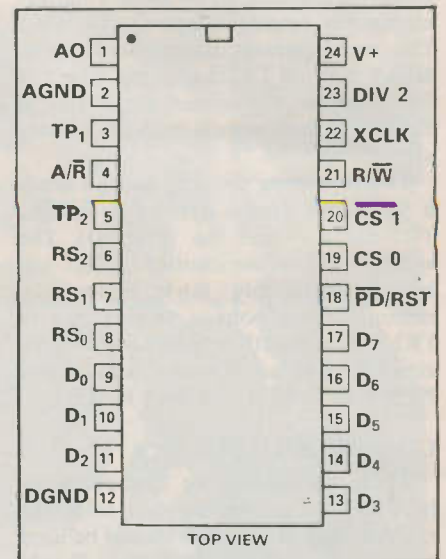 AO 1
AGND 2
TP₁ 3
A/R̅ 4
TP₂ 5
RS₂ 6
RS₁ 7
RS₀ 8
D₀ 9
D₁ 10
D₂ 11
DGND 12
24 V+
23 DIV 2
22 XCLK
21 R/W̅
20 C̅S̅ 1
19 CS 0
18 P̅D̅/RST
17 D₇
16 D₆
15 D₅
14 D₄
13 D₃
TOP VIEW